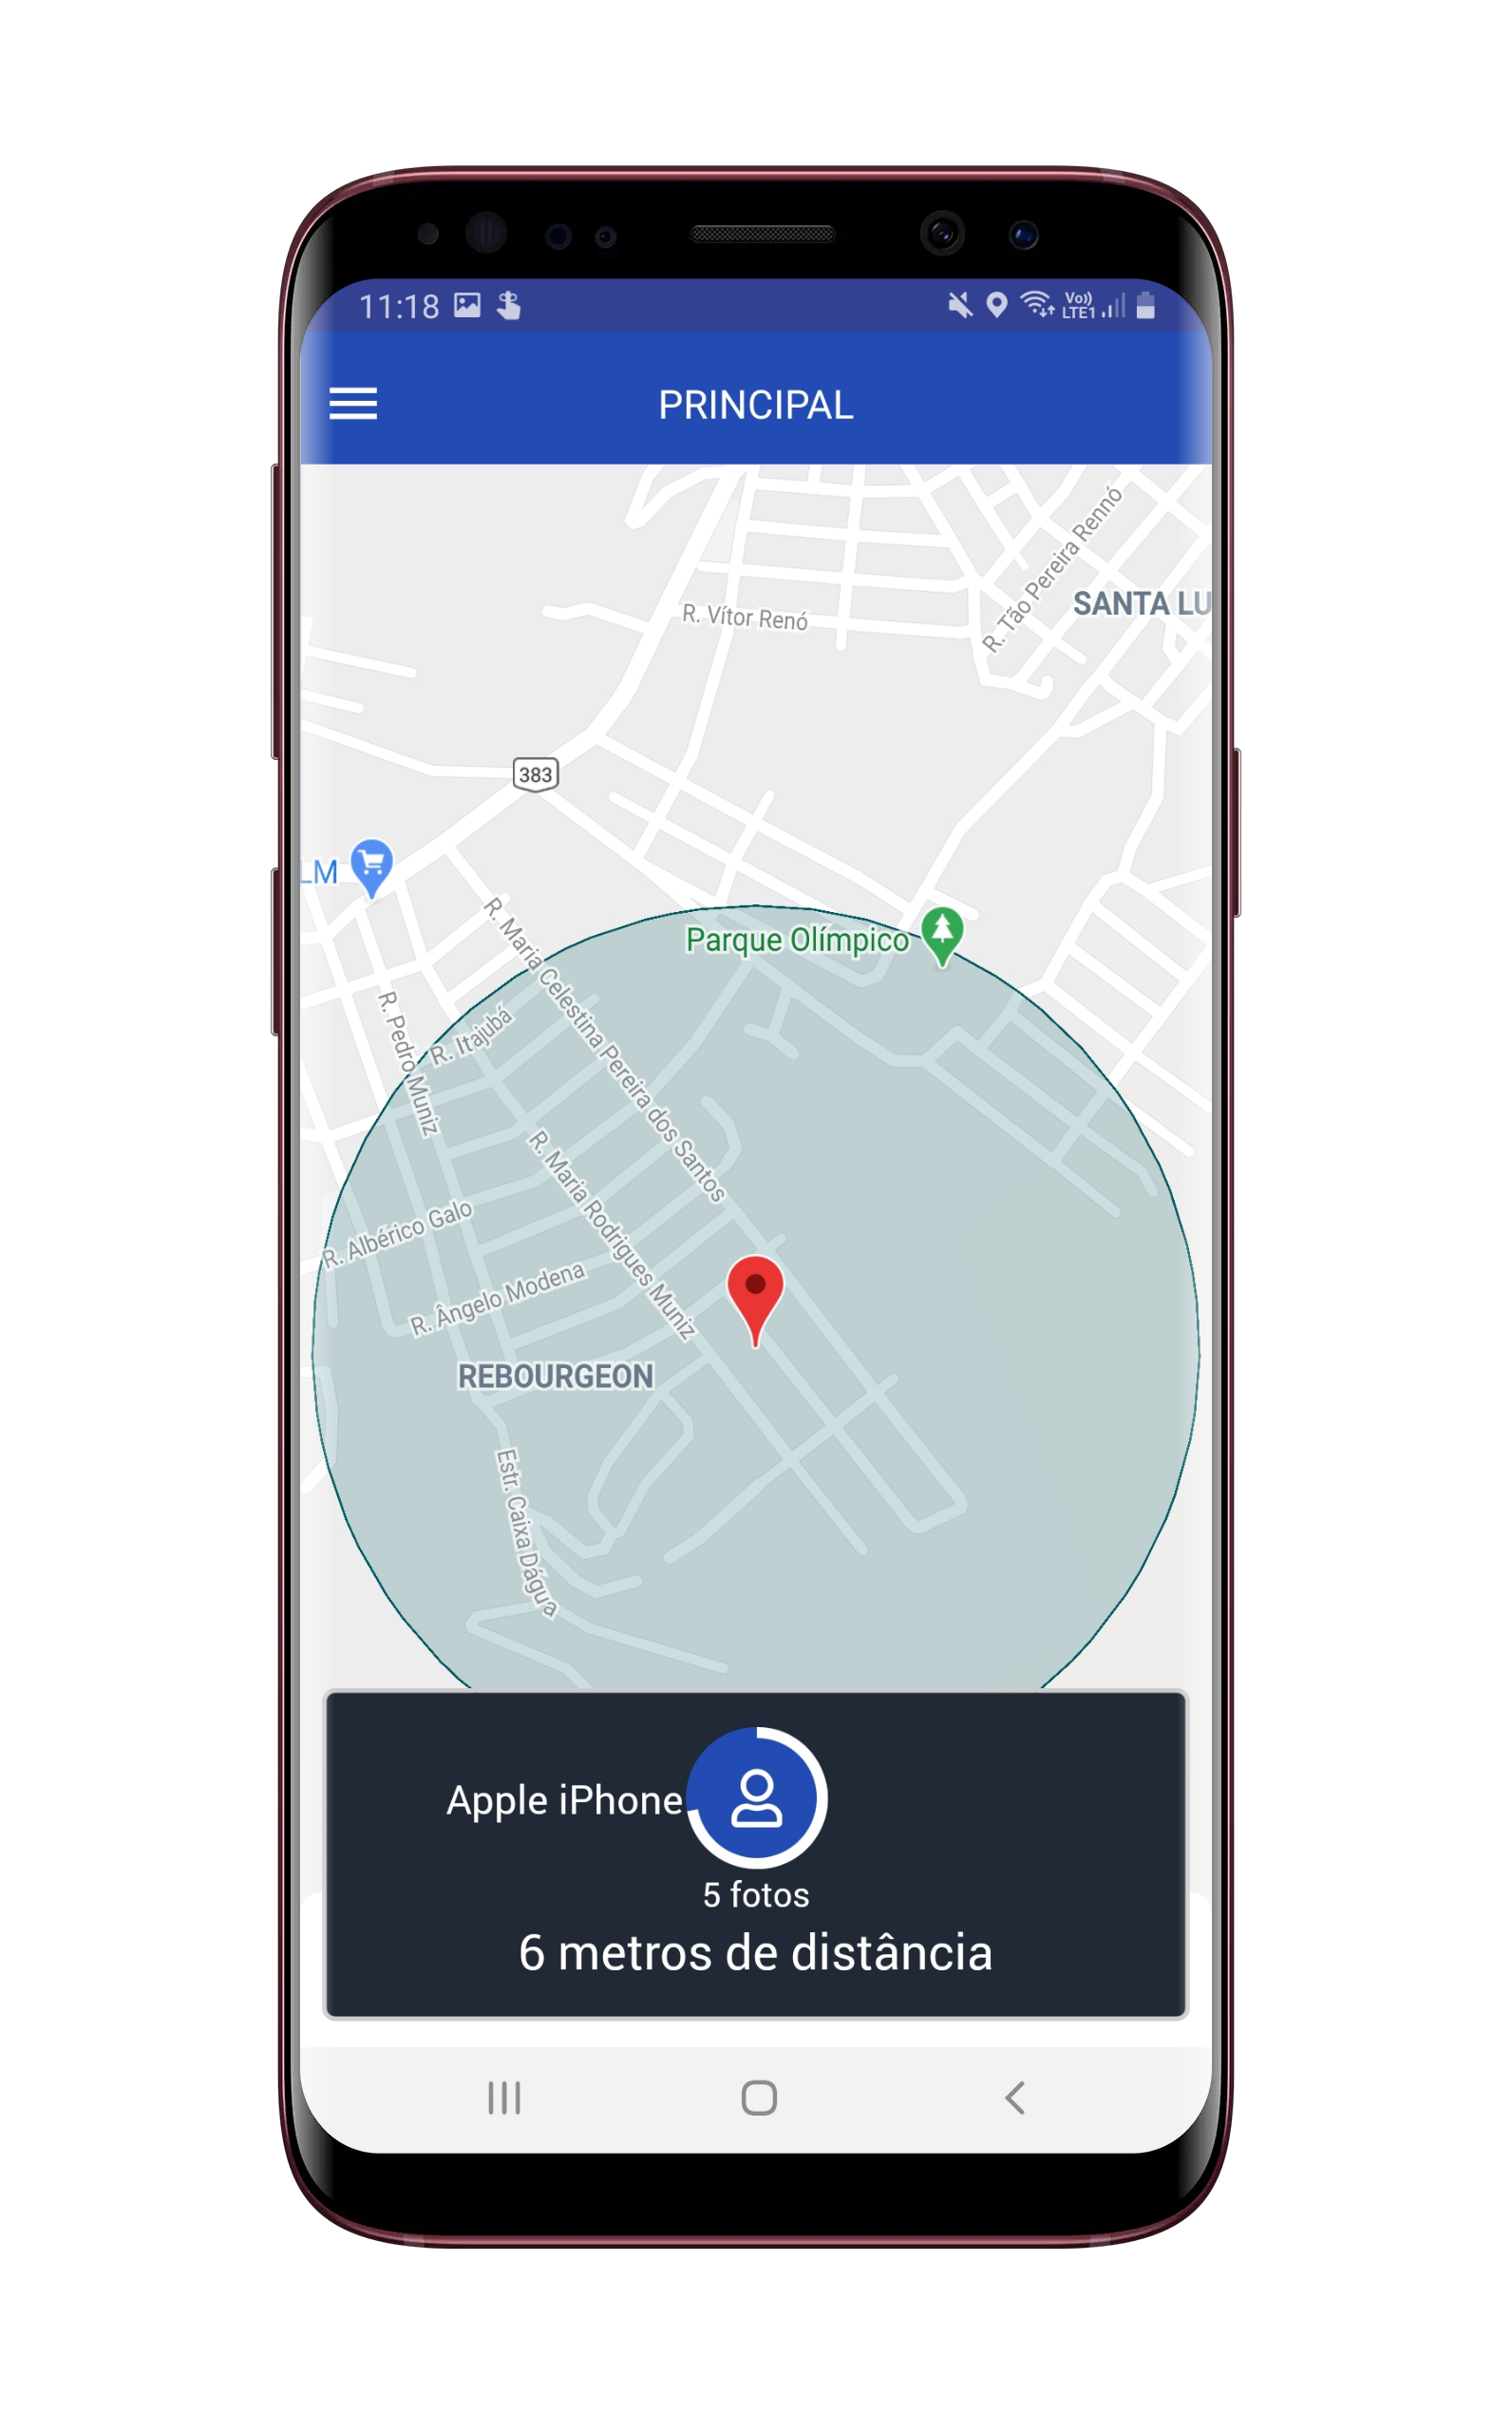 11:18
Vo))
LTE1
PRINCIPAL
R. Tão Pereira Rennó
SANTA LU
R. Vítor Renó
383
LM
R. Maria Celestina Pereira dos Santos
Parque Olímpico
R. Pedro Muniz
R. Itajubá
R. Maria Rodrigues Muniz
R. Albérico Galo
R. Ângelo Modena
REBOURGEON
Estr. Caixa Dágua
Apple iPhone
5 fotos
6 metros de distância